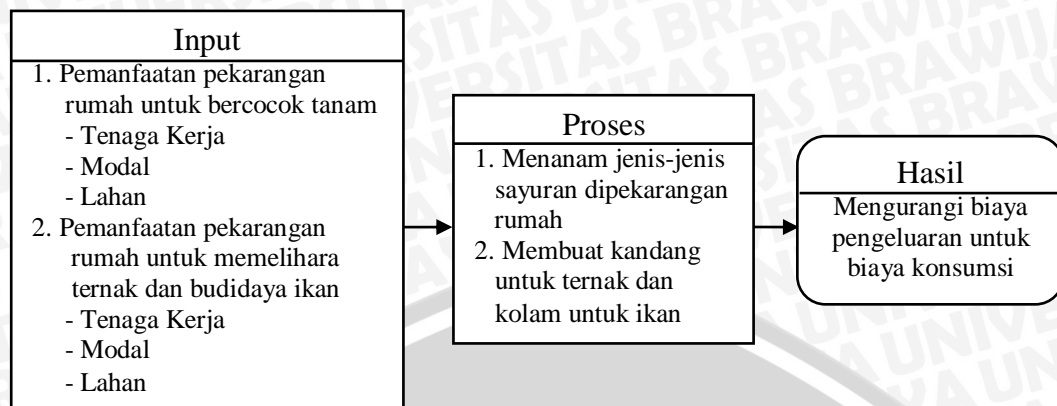 Input
1. Pemanfaatan pekarangan
rumah untuk bercocok tanam
- Tenaga Kerja
- Modal
- Lahan
2. Pemanfaatan pekarangan
rumah untuk memelihara
ternak dan budidaya ikan
- Tenaga Kerja
- Modal
- Lahan
Proses
1. Menanam jenis-jenis
sayuran dipekarangan
rumah
2. Membuat kandang
untuk ternak dan
kolam untuk ikan
Hasil
Mengurangi biaya
pengeluaran untuk
biaya konsumsi